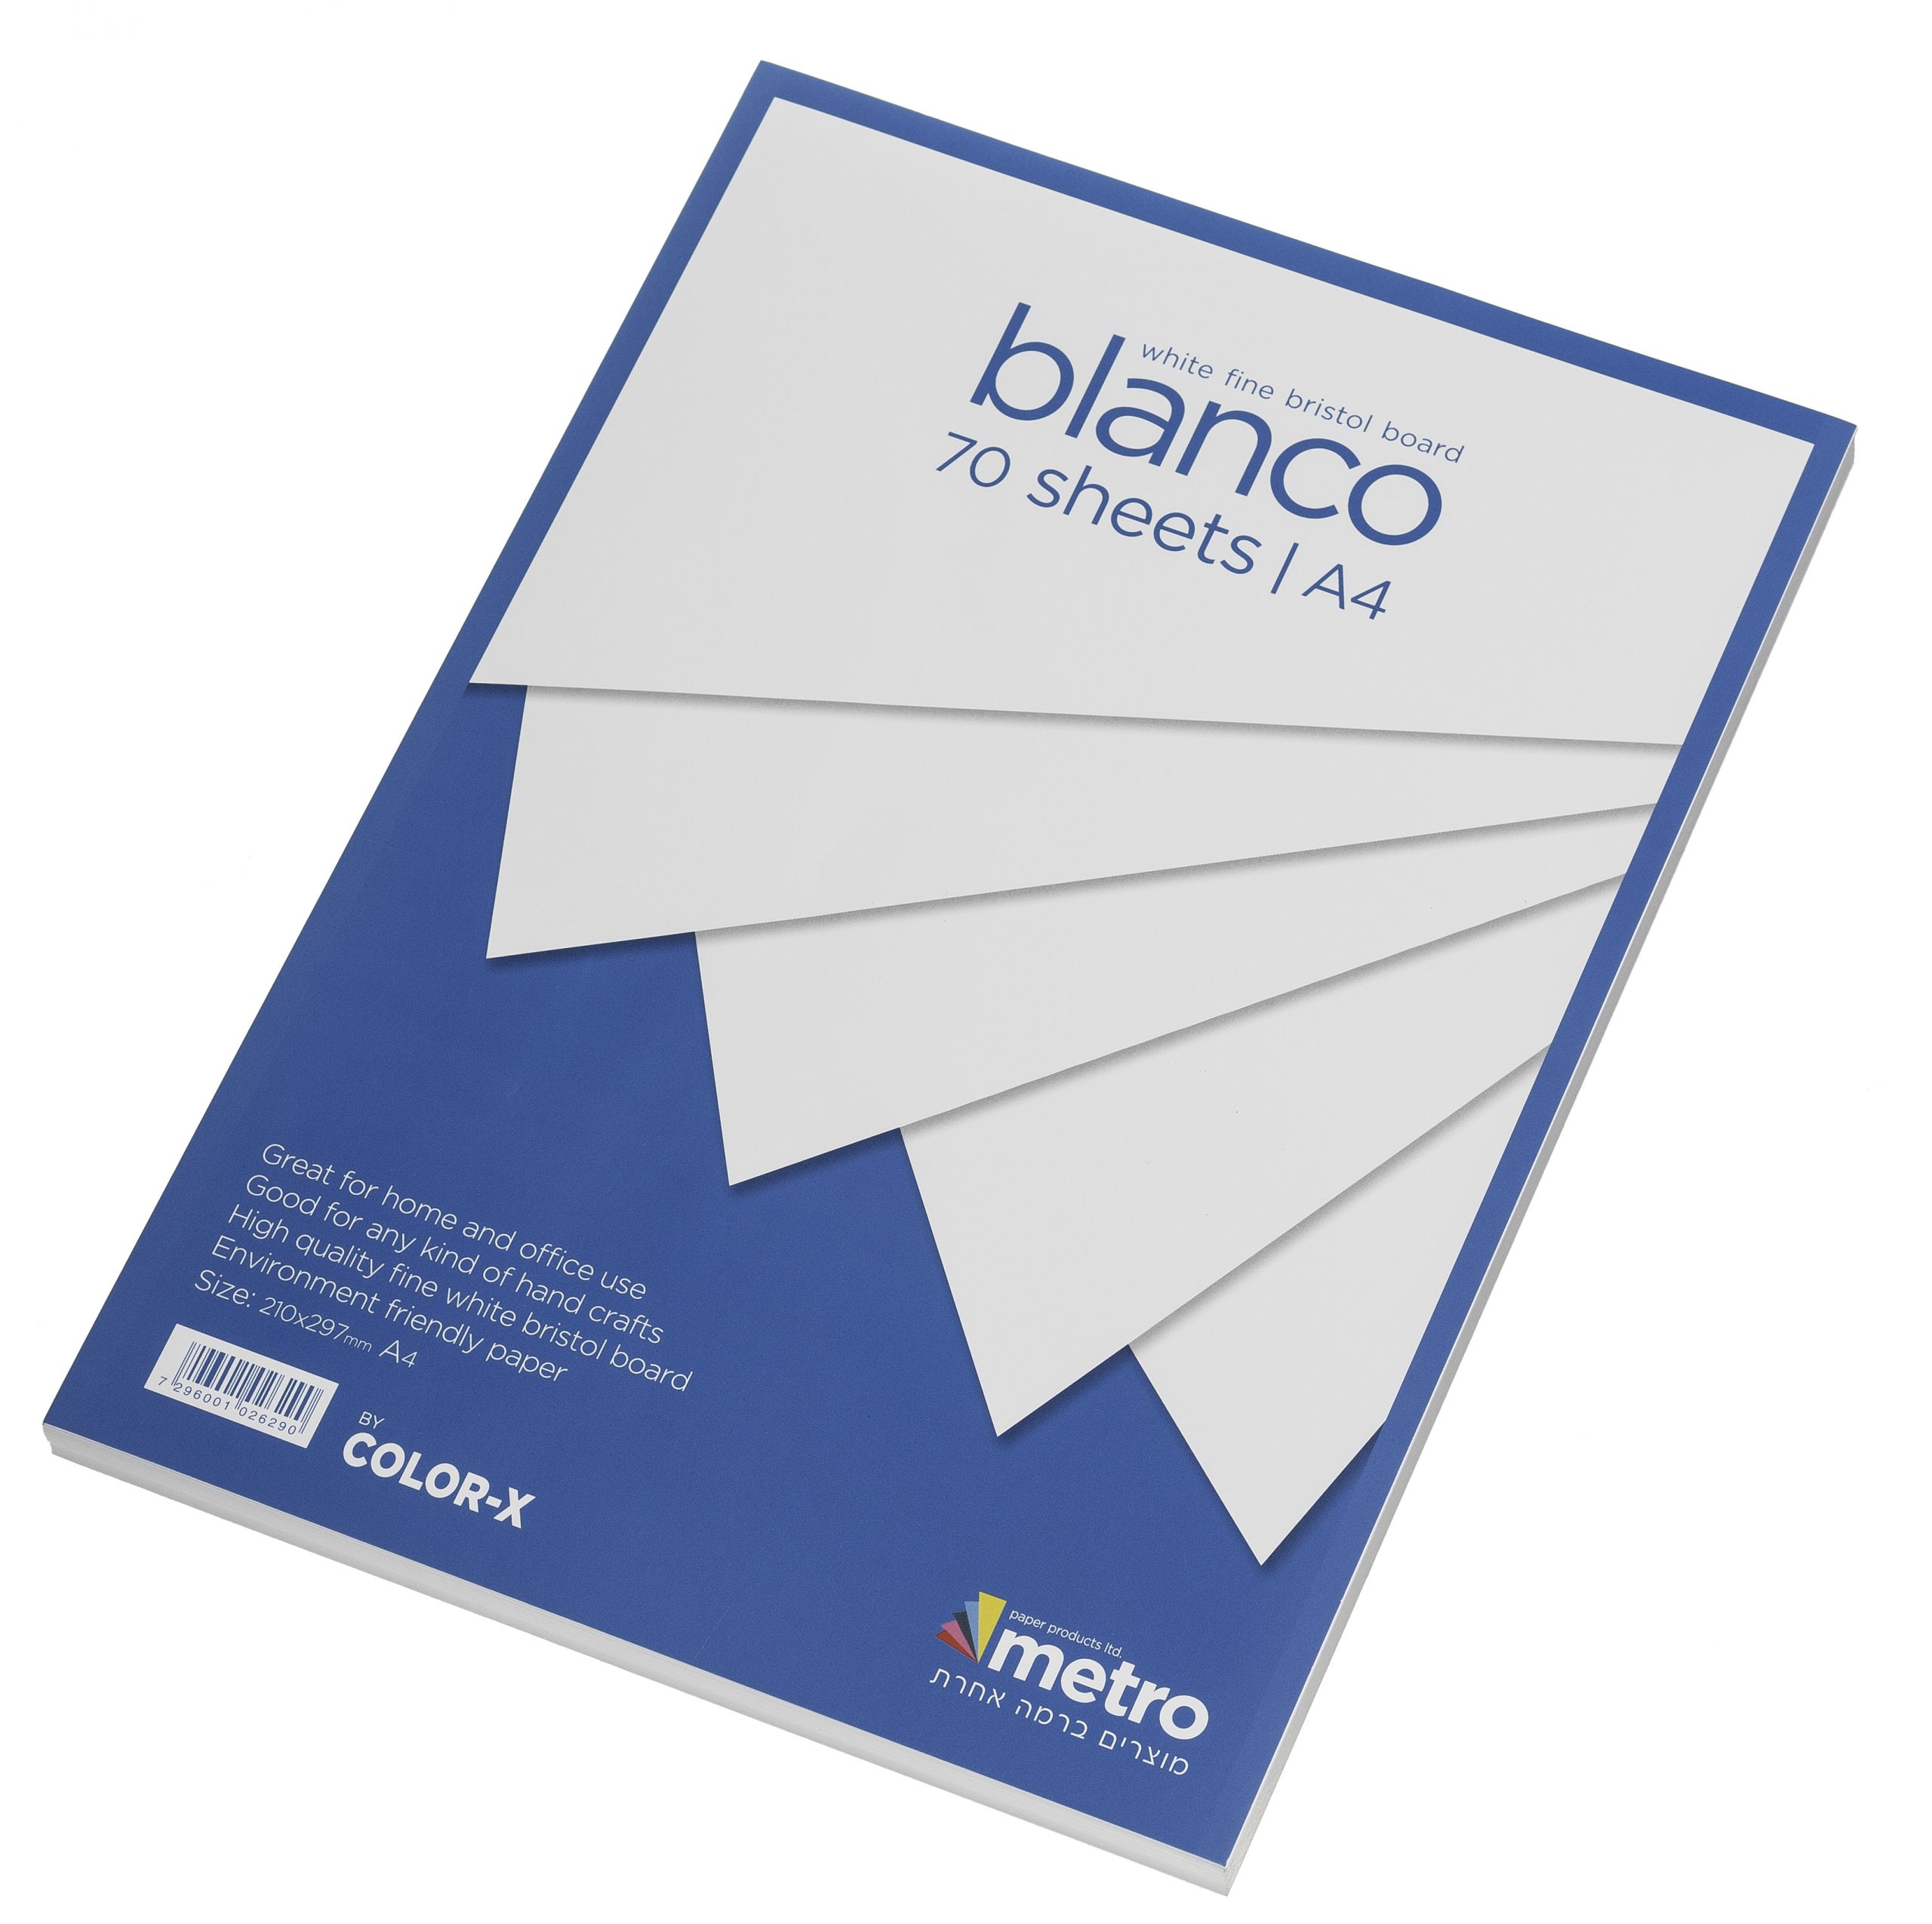 white fine bristol board
blanco
70 sheets | A4
Great for home and office use
Good for any kind of hand crafts
High quality fine white bristol board
Environment friendly paper
Size: 210x297mm A4
7 296001 026290
BY
COLOR-X
paper products ltd.
metro
מוצרים ברמה אחרת